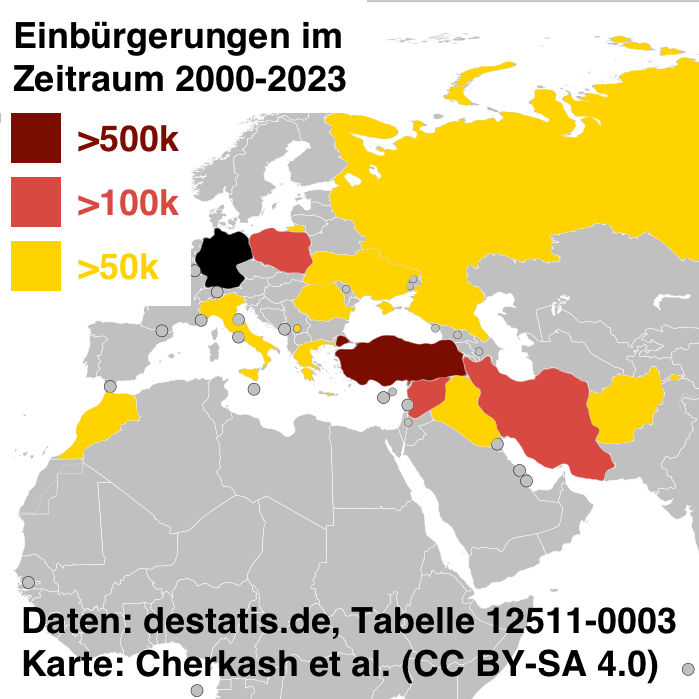 Einbürgerungen im
Zeitraum 2000-2023
>500k
>100k
>50k
Daten: destatis.de, Tabelle 12511-0003
Karte: Cherkash et al. (CC BY-SA 4.0)